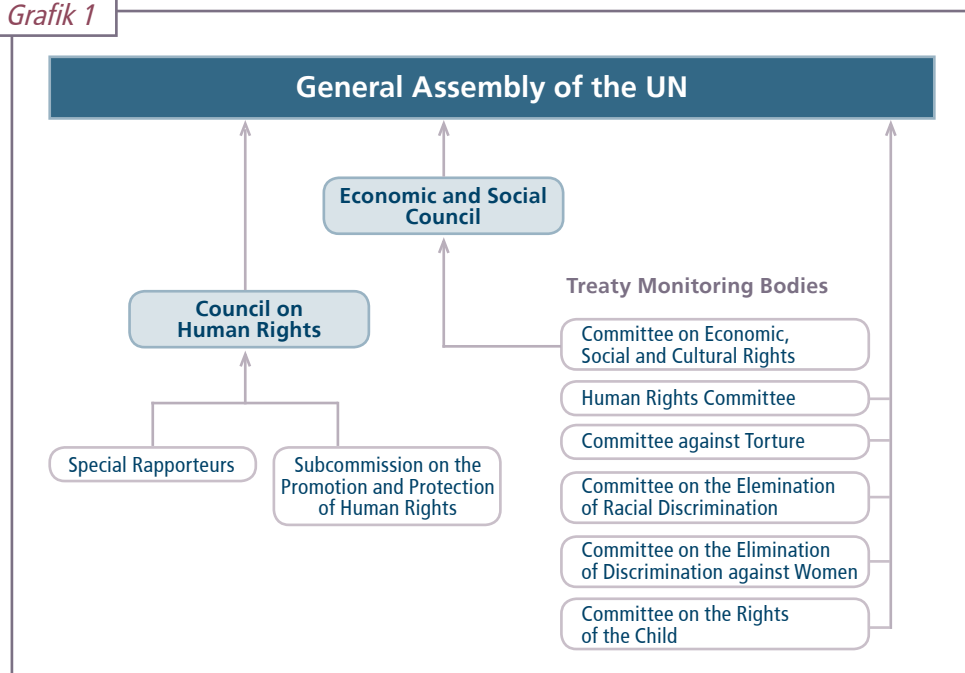 Grafik 1
General Assembly of the UN
Economic and Social
Council
Council on
Human Rights
Special Rapporteurs
Subcommission on the
Promotion and Protection
of Human Rights
Treaty Monitoring Bodies
Committee on Economic,
Social and Cultural Rights
Human Rights Committee
Committee against Torture
Committee on the Elemination
of Racial Discrimination
Committee on the Elimination
of Discrimination against Women
Committee on the Rights
of the Child